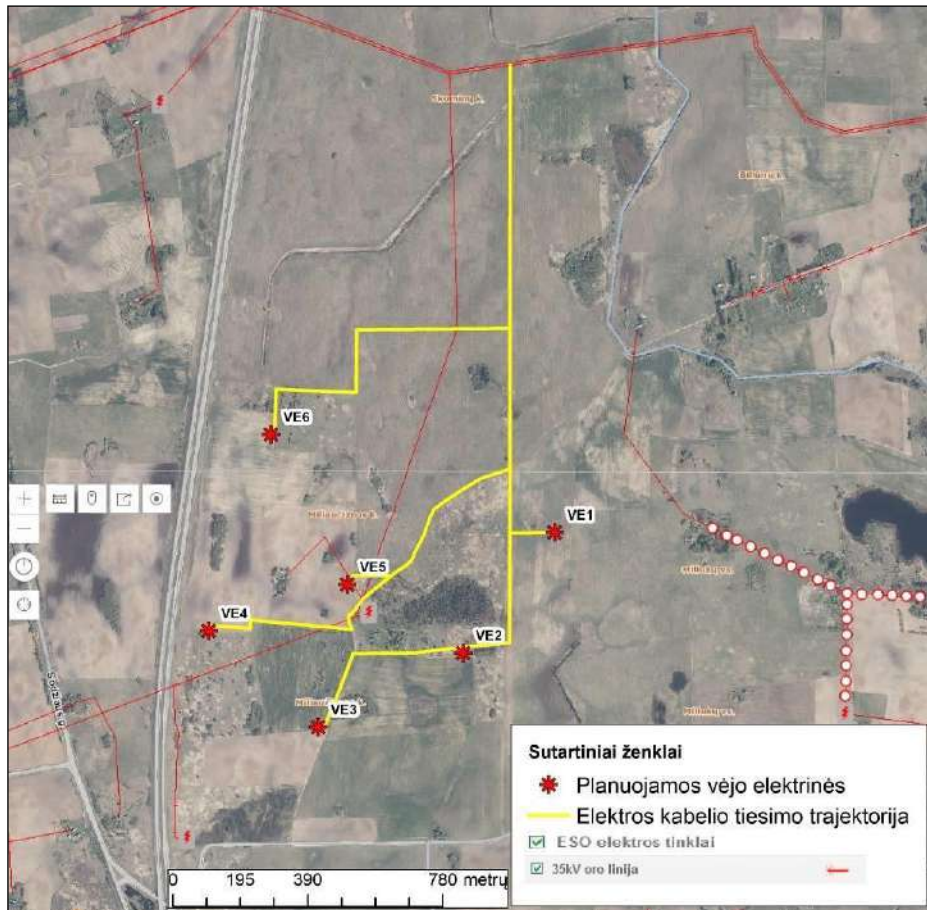 VE6
VE1
VE5
VE4
VE2
VE3
Sutartiniai ženklai
Planuojamos vėjo elektrinės
Elektros kabelio tiesimo trajektorija
ESO elektros tinklai
35kV oro linija
0 195 390 780 metrų